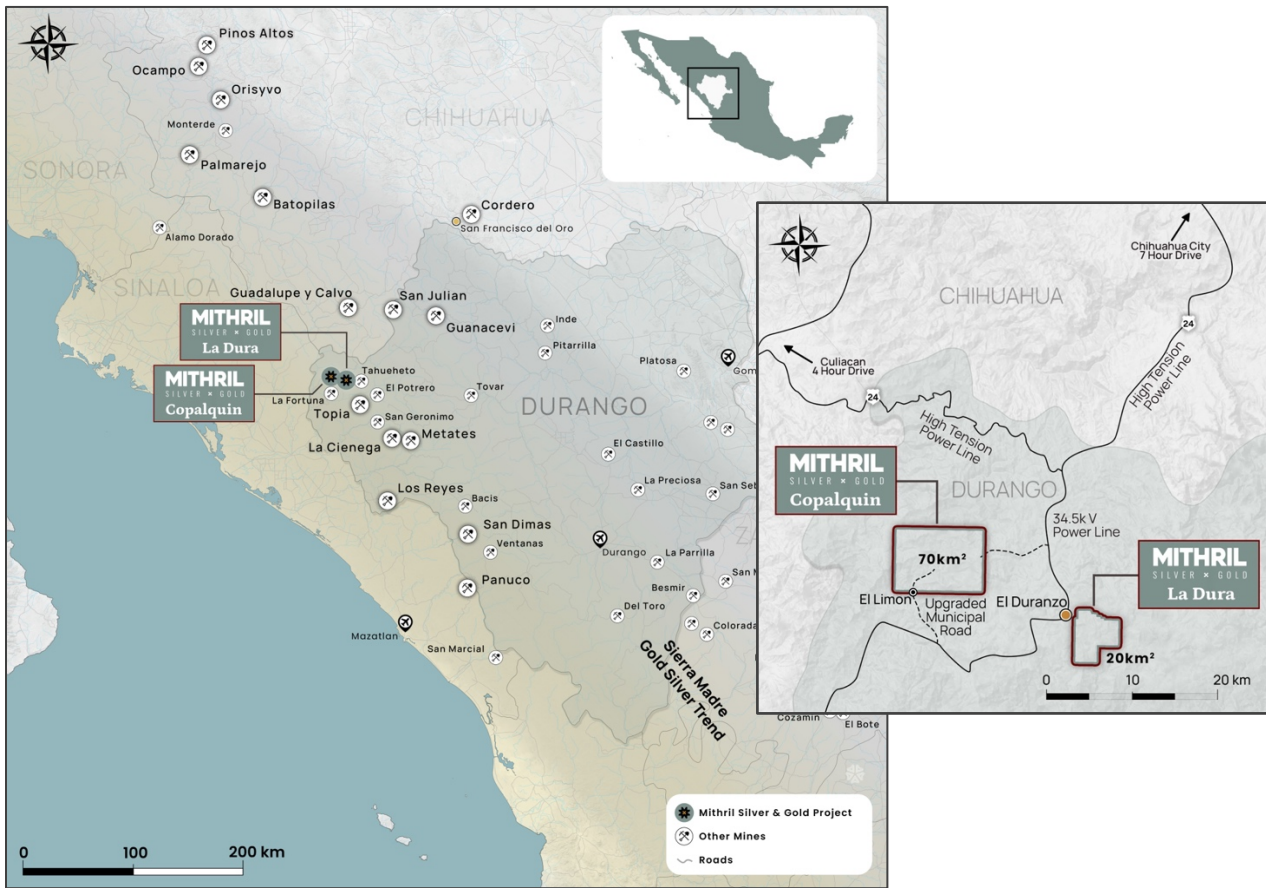 Pinos Altos
Ocampo
Orisyvo
Monterde
CHIHUAHUA
SONORA
Palmarejo
Batopilas
Cordero
San Francisco del Oro
Alamo Dorado
SINALOA
Guadalupe y Calvo
San Julian
Guanacevi
MITHRIL
SILVER × GOLD
La Dura
Inde
Pitarrilla
Platosa
MITHRIL
SILVER × GOLD
Copalquin
Tahueheto
La Fortuna
El Potrero
Tovar
Topia
San Geronimo
DURANGO
La Cienega
Metates
El Castillo
Los Reyes
Bacis
La Preciosa
San Dimas
Ventanas
Durango
La Parrilla
Panuco
Besmir
Del Toro
Mazatlan
San Marcial
Sierra Madre
Gold Silver Trend
Cozamin
El Bote
Mithril Silver & Gold Project
Other Mines
Roads
0 100 200 km
Chihuahua City
7 Hour Drive
CHIHUAHUA
24
Culiacan
4 Hour Drive
24
High Tension
Power Line
High Tension
Power Line
MITHRIL
SILVER × GOLD
Copalquin
DURANGO
34.5k V
Power Line
70km²
MITHRIL
SILVER × GOLD
La Dura
El Limon
Upgraded
Municipal
Road
El Duranzo
20km²
0 10 20 km